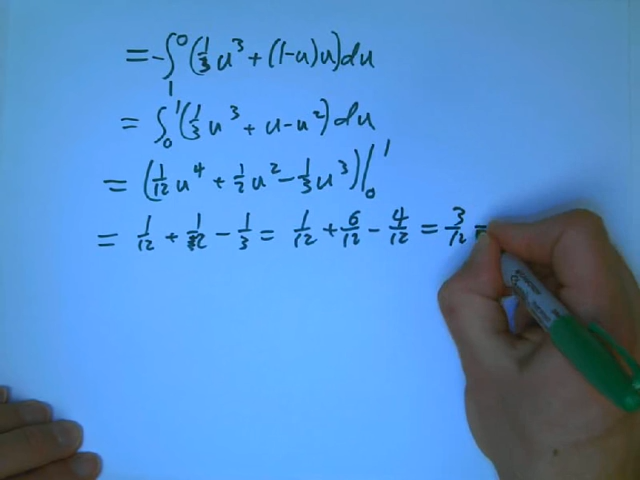 = -∫₁⁰ (1/3 u³ + (1-u)u) du
= ∫₀¹ (1/3 u³ + u - u²) du
= (1/12 u⁴ + 1/2 u² - 1/3 u³) |₀¹
= 1/12 + 1/2 - 1/3 = 1/12 + 6/12 - 4/12 = 3/12 =